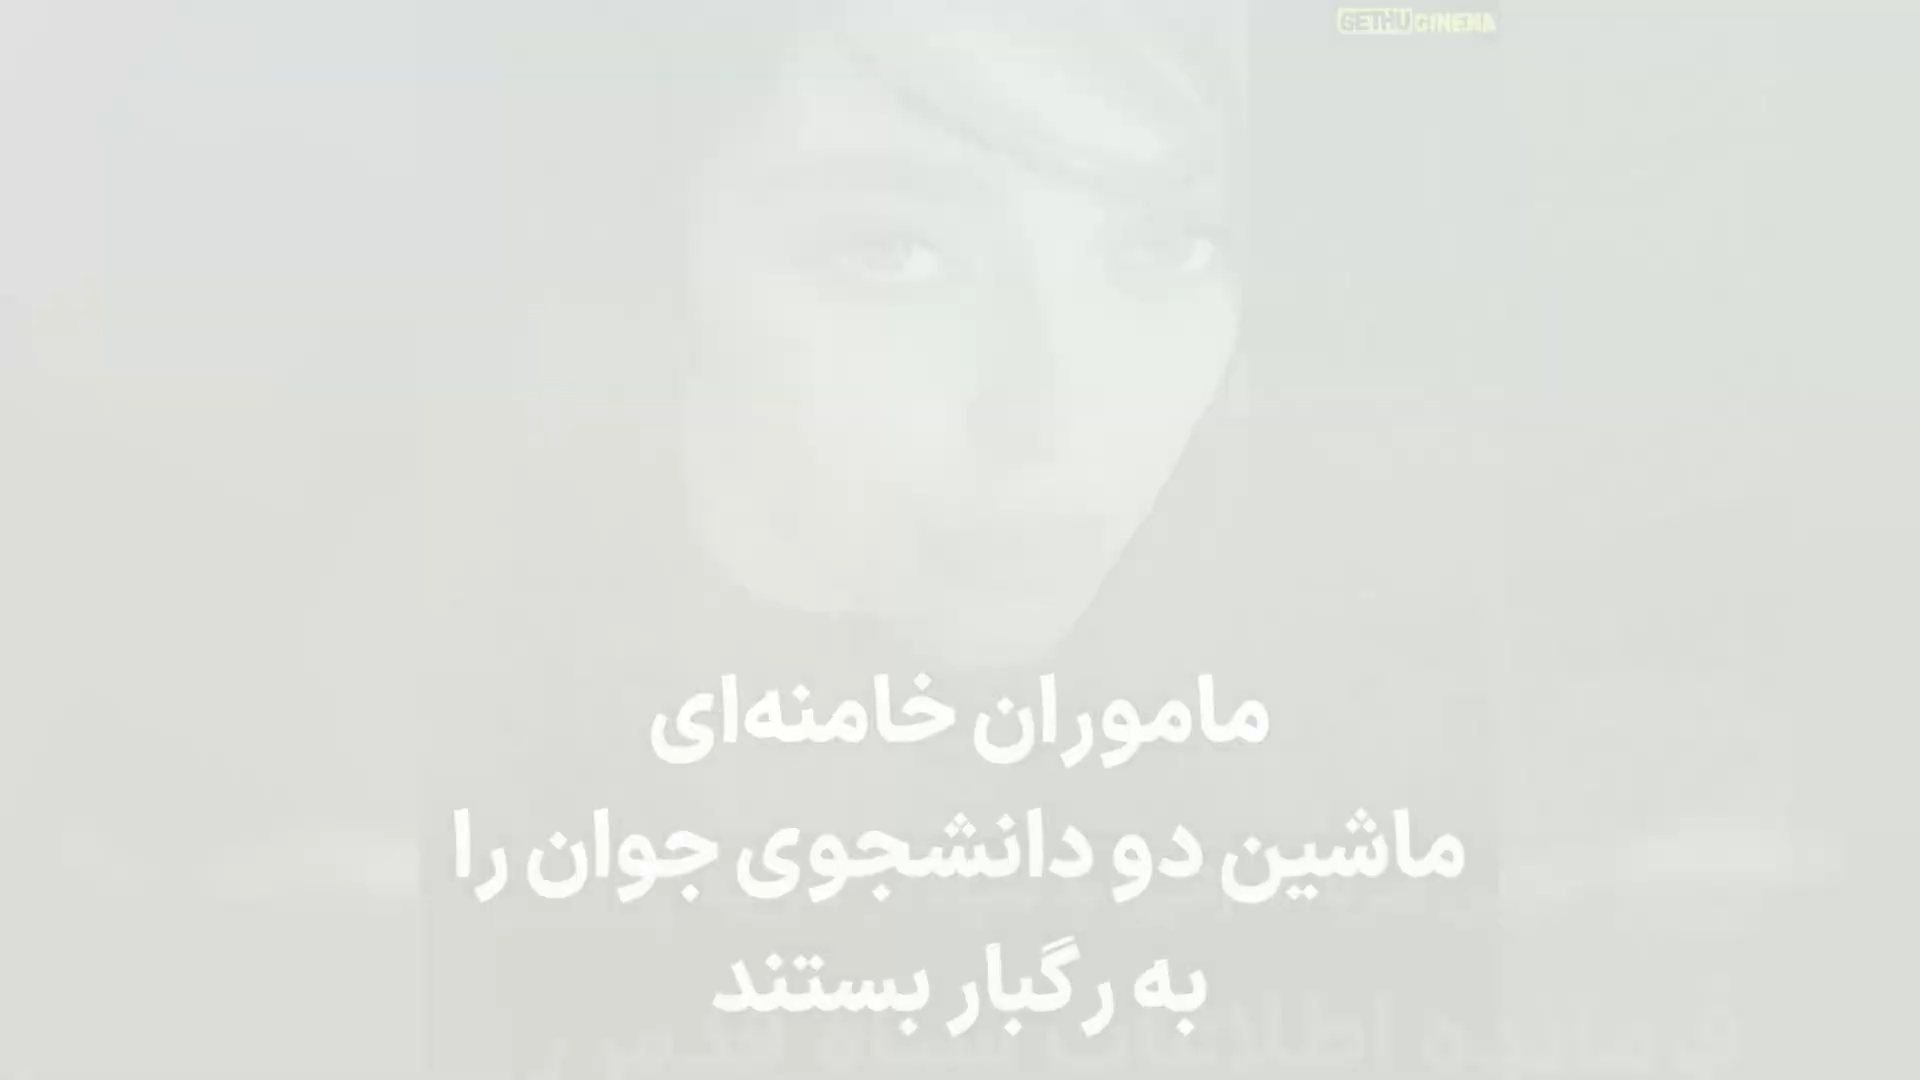 GETHU CINEMA
ماموران خامنه‌ای
ماشین دو دانشجوی جوان را
به رگبار بستند